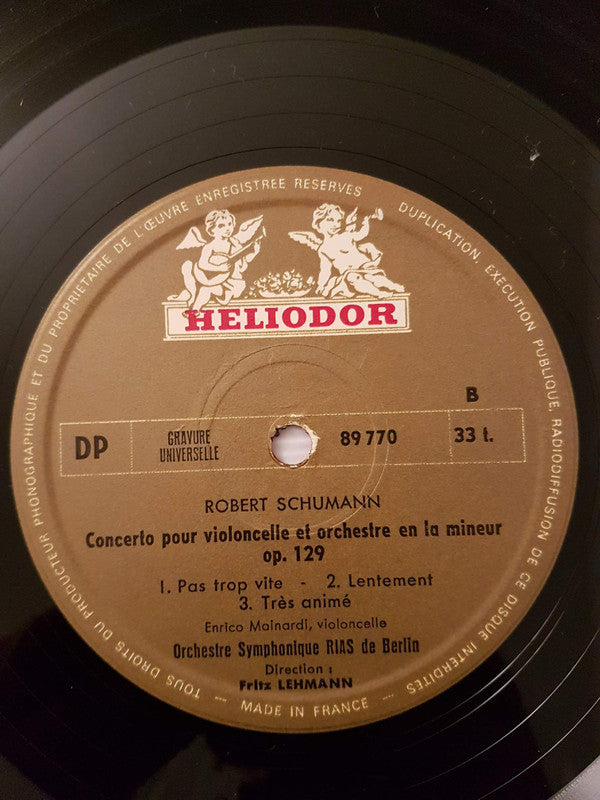 TOUS DROITS DU PRODUCTEUR PHONOGRAPHIQUE ET DU PROPRIETAIRE DE L'ŒUVRE ENREGISTREE RESERVES
DUPLICATION, EXECUTION PUBLIQUE, RADIODIFFUSION DE CE DISQUE INTERDITES
HELIODOR
B
DP
GRAVURE
UNIVERSELLE
89 770
33 t.
ROBERT SCHUMANN
Concerto pour violoncelle et orchestre en la mineur
op. 129
1. Pas trop vite - 2. Lentement
3. Très animé
Enrico Mainardi, violoncelle
Orchestre Symphonique RIAS de Berlin
Direction :
Fritz LEHMANN
--- MADE IN FRANCE ---